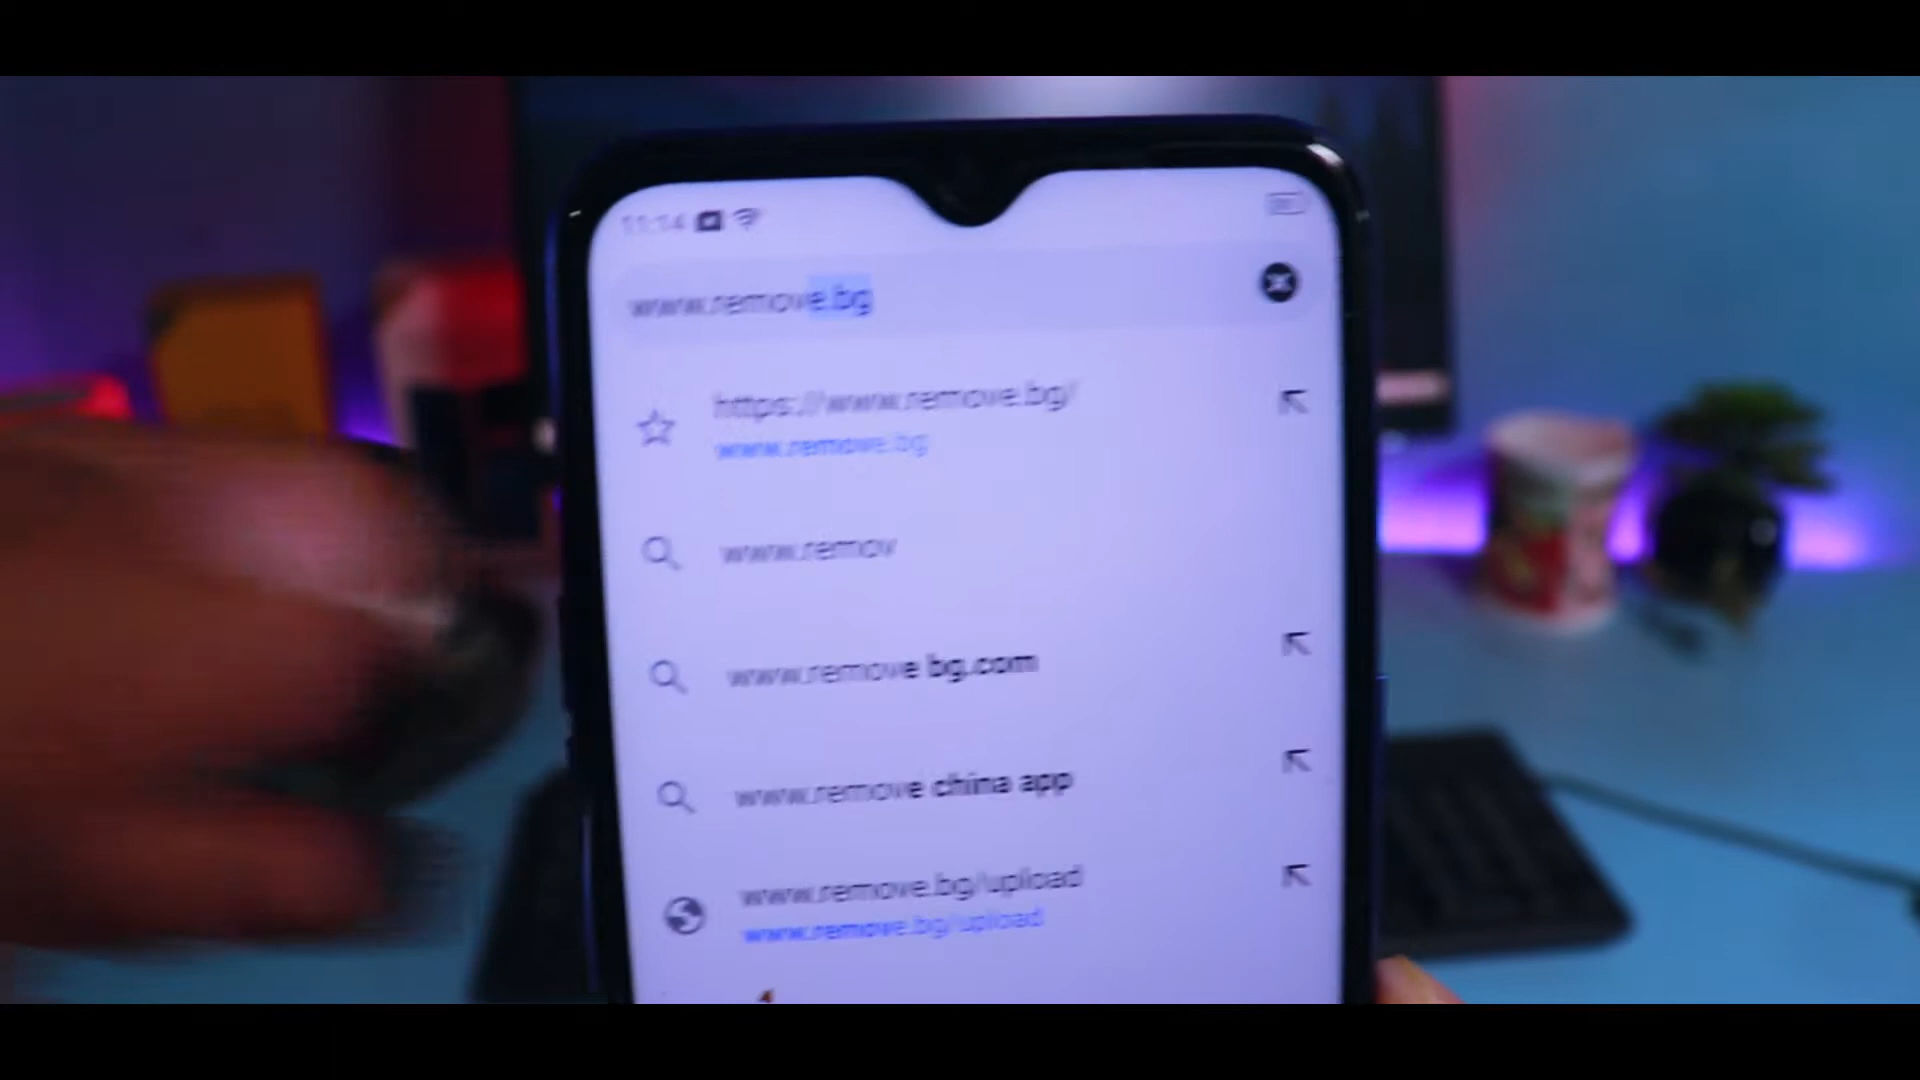 11:14
www.remove.bg
https://www.remove.bg/
www.remove.bg
www.remov
www.remove bg.com
www.remove china app
www.remove.bg/upload
www.remove.bg/upload